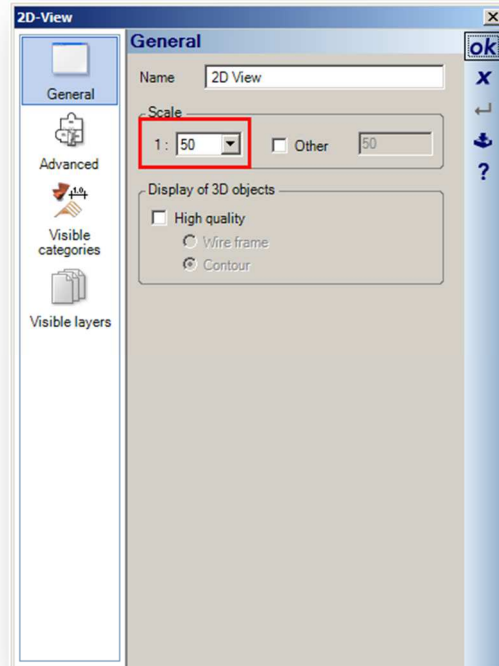 2D-View
X
General
Advanced
Visible
categories
Visible layers
General
Name 2D View
Scale
1: 50 Other 50
Display of 3D objects
High quality
Wire frame
Contour
ok
x
?